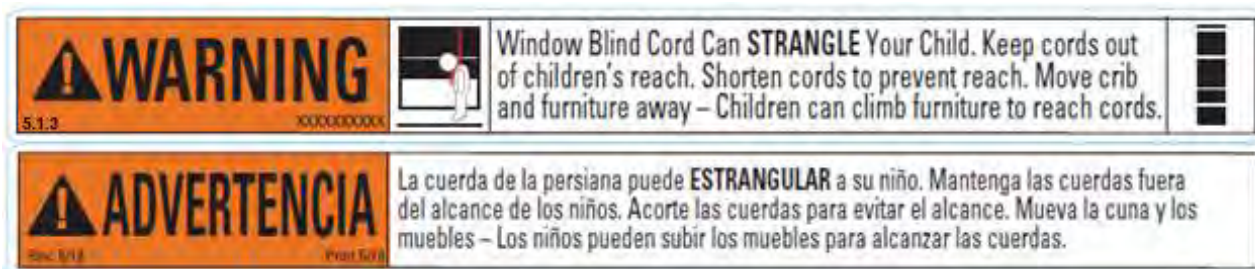 WARNING
5.1.3
XXXXXXXXXX
Window Blind Cord Can STRANGLE Your Child. Keep cords out
of children's reach. Shorten cords to prevent reach. Move crib
and furniture away – Children can climb furniture to reach cords.
ADVERTENCIA
La cuerda de la persiana puede ESTRANGULAR a su niño. Mantenga las cuerdas fuera
del alcance de los niños. Acorte las cuerdas para evitar el alcance. Mueva la cuna y los
muebles – Los niños pueden subir los muebles para alcanzar las cuerdas.